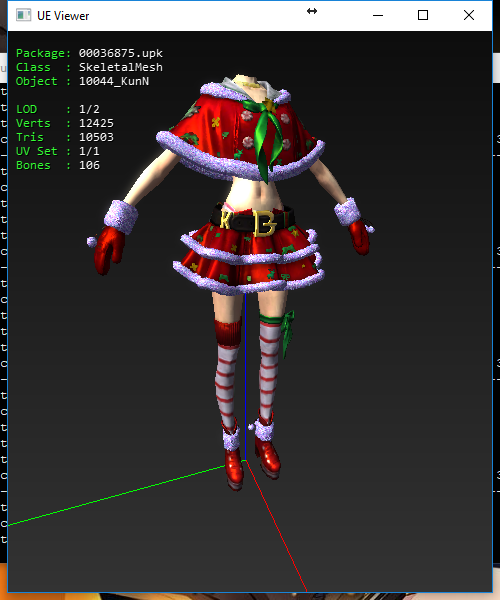 UE Viewer
Package: 00036875.upk
Class : SkeletalMesh
Object : 10044_KunN
LOD : 1/2
Verts : 12425
Tris : 10503
UV Set : 1/1
Bones : 106
K B